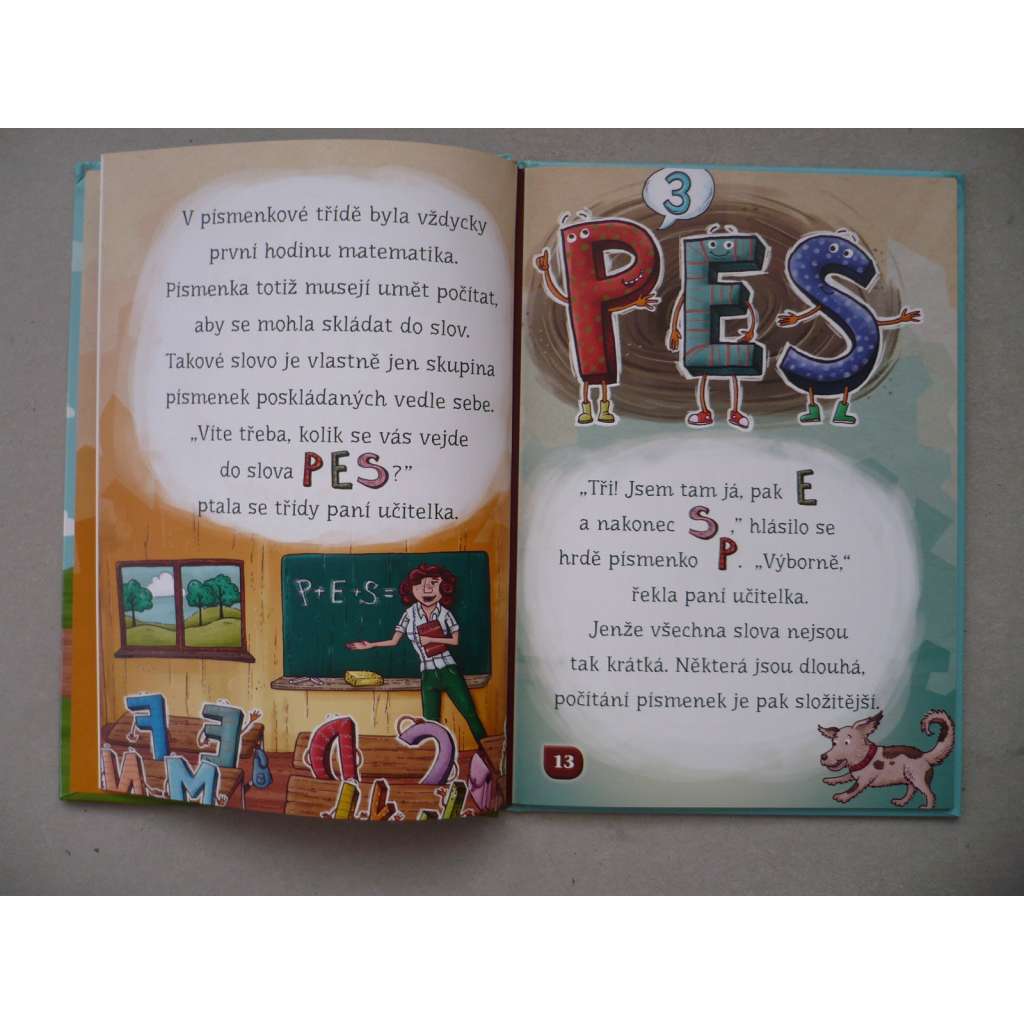 V písmenkové třídě byla vždycky
první hodinu matematika.
Písmenka totiž musejí umět počítat,
aby se mohla skládat do slov.
Takové slovo je vlastně jen skupina
písmenek poskládaných vedle sebe.
„Víte třeba, kolik se vás vejde
do slova PES?”
ptala se třídy paní učitelka.
P+E+S=
F E D C
N M
3
PES
„Tři! Jsem tam já, pak E
a nakonec S,” hlásilo se
hrdě písmenko P. „Výborně,“
řekla paní učitelka.
Jenže všechna slova nejsou
tak krátká. Některá jsou dlouhá,
počítání písmenek je pak složitější.
13